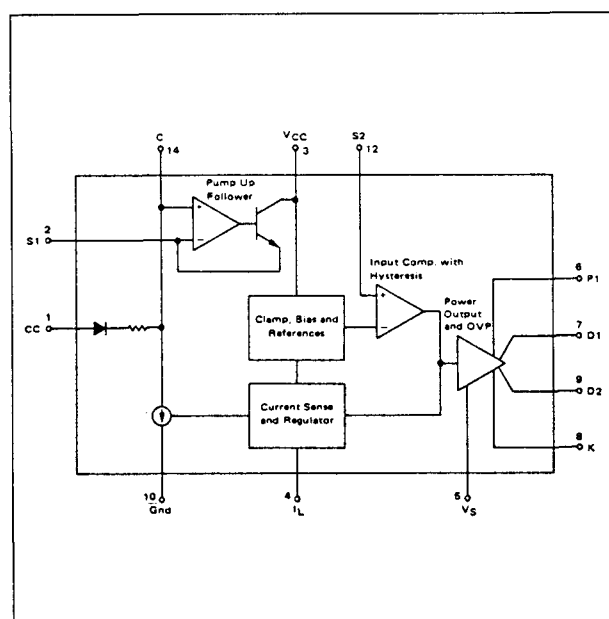 C
14
VCC
3
S2
12
Pump Up
Follower
+
−
2
S1
Input Comp. with
Hysteresis
+
−
Power
Output
and OVP
6
P1
1
CC
Clamp, Bias and
References
7
D1
9
D2
Current Sense
and Regulator
8
K
10
Gnd
4
IL
5
VS